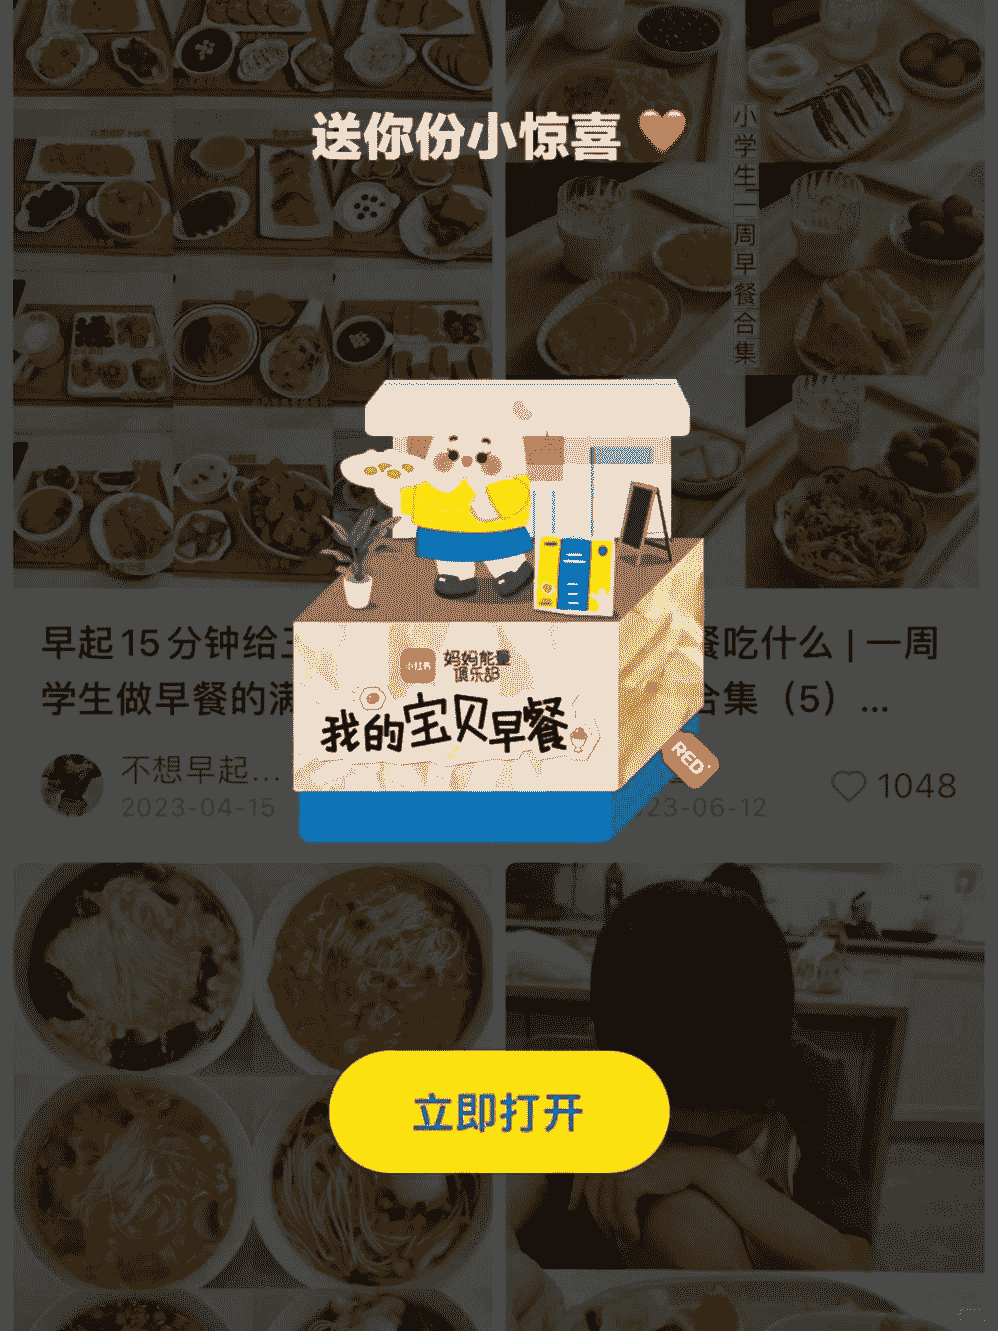 送你份小惊喜
小学生一周早餐合集
小红书
妈妈能量
俱乐部
我的宝贝早餐
RED
早起15分钟给三
学生做早餐的满
餐吃什么 | 一周
合集（5）...
不想早起...
2023-04-15
23-06-12
1048
立即打开